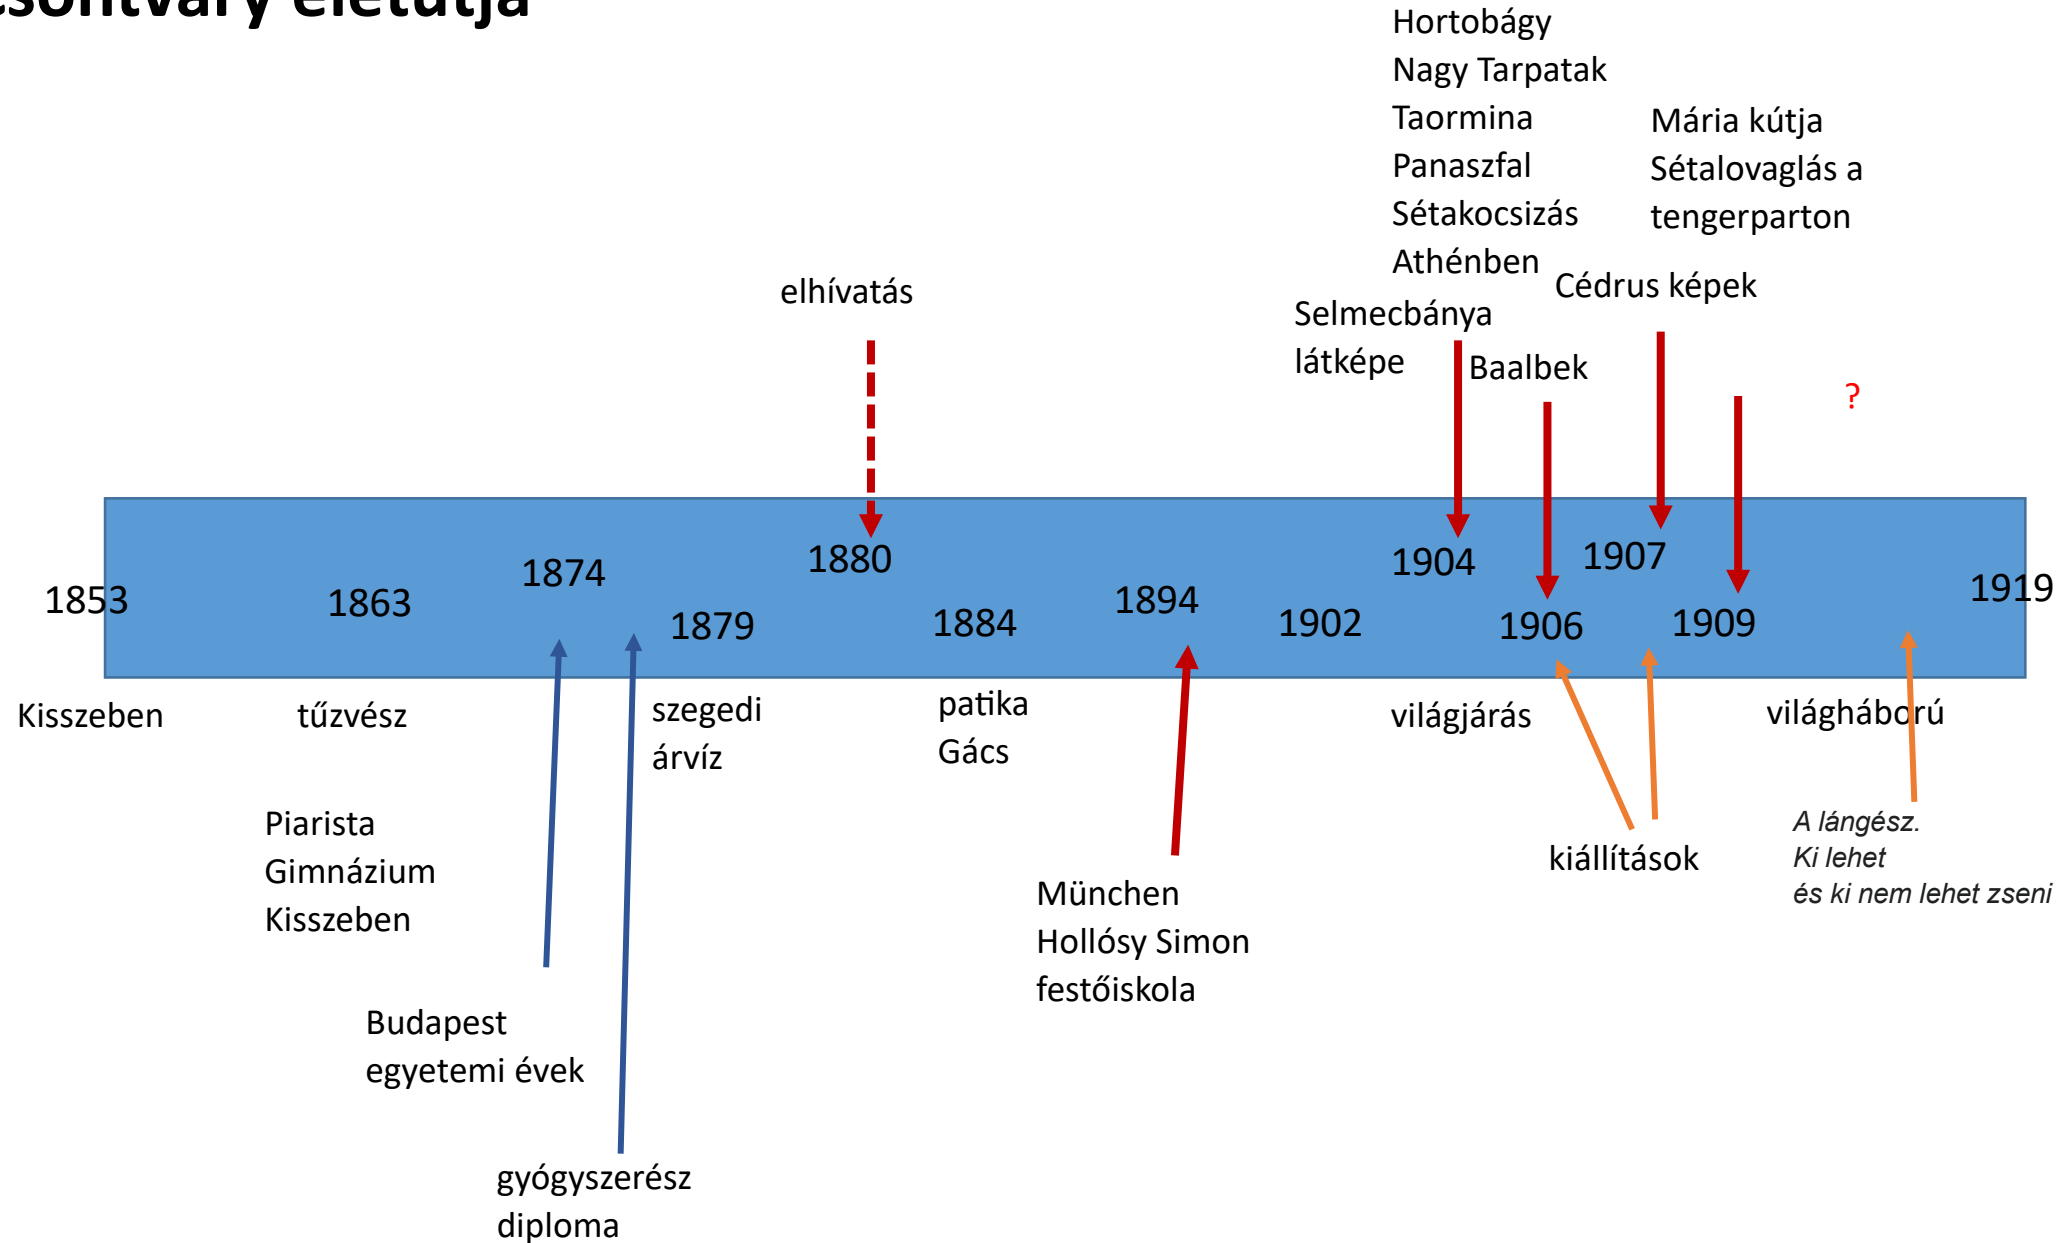 Csontváry életútja
Hortobágy
Nagy Tarpatak
Taormina
Panaszfal
Sétakocsizás
Athénben
Mária kútja
Sétalovaglás a
tengerparton
elhívatás
Cédrus képek
Selmecbánya
látképe
Baalbek
?
1853
1863
1874
1879
1880
1884
1894
1902
1904
1906
1907
1909
1919
Kisszeben
tűzvész
szegedi
árvíz
patika
Gács
világjárás
világháború
Piarista
Gimnázium
Kisszeben
Budapest
egyetemi évek
gyógyszerész
diploma
München
Hollósy Simon
festőiskola
kiállítások
A lángész.
Ki lehet
és ki nem lehet zseni